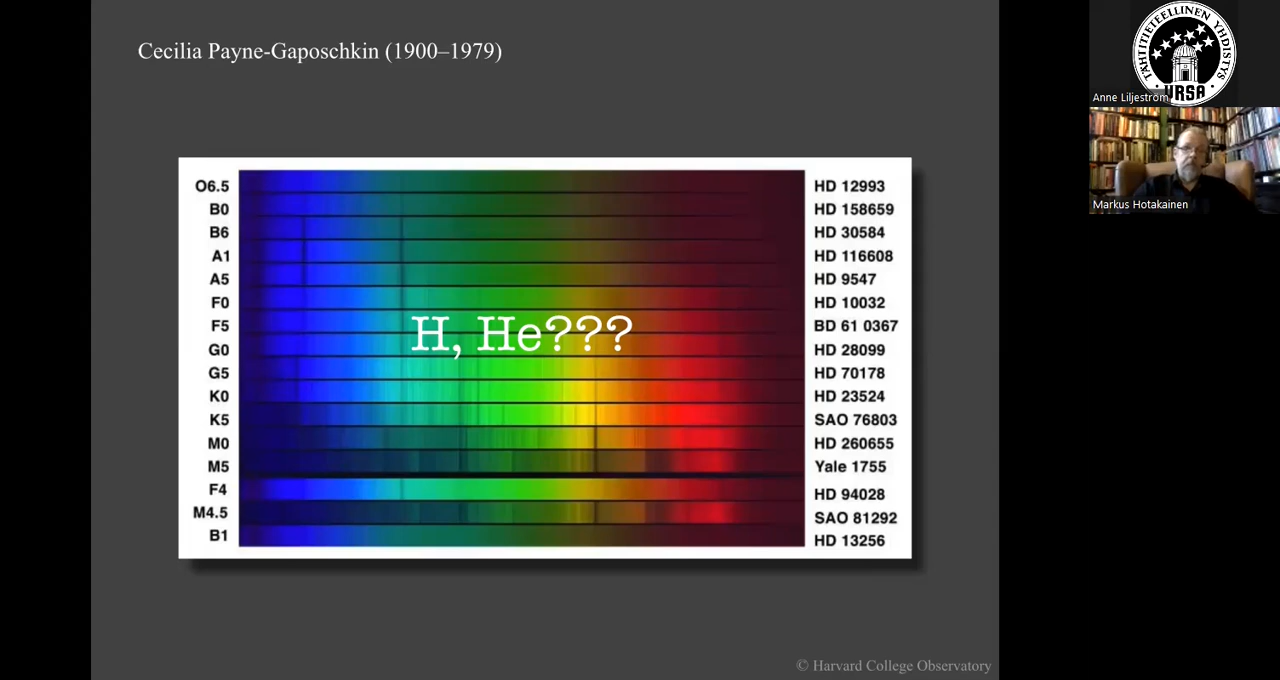 Cecilia Payne-Gaposchkin (1900–1979)
O6.5 HD 12993
B0 HD 158659
B6 HD 30584
A1 HD 116608
A5 HD 9547
F0 HD 10032
F5 BD 61 0367
H, He???
G0 HD 28099
G5 HD 70178
K0 HD 23524
K5 SAO 76803
M0 HD 260655
M5 Yale 1755
F4 HD 94028
M4.5 SAO 81292
B1 HD 13256
© Harvard College Observatory
TÄHTITIETEELLINEN YHDISTYS
URSA
Anne Liljeström
Markus Hotakainen